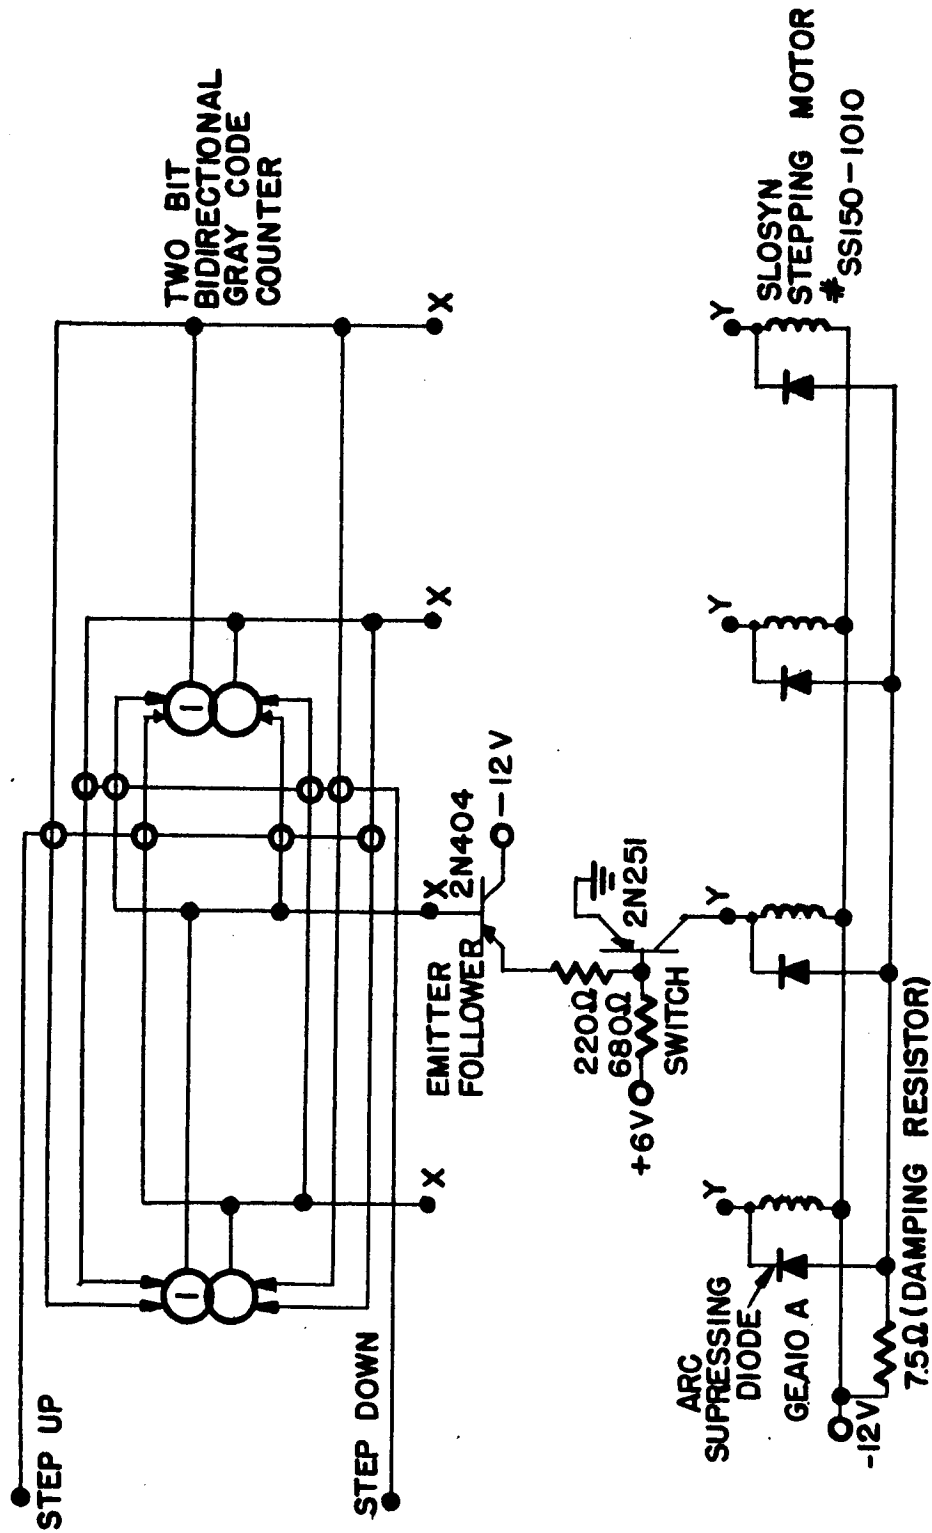 STEP UP
STEP DOWN
TWO BIT
BIDIRECTIONAL
GRAY CODE
COUNTER
I
I
X
X
X
X
EMITTER
FOLLOWER
2N404
-12V
220Ω
680Ω
+6V
SWITCH
2N251
Y
Y
Y
Y
ARC
SUPRESSING
DIODE
GEA10A
-12V
7.5Ω (DAMPING RESISTOR)
SLOSYN
STEPPING MOTOR
#SS150-1010